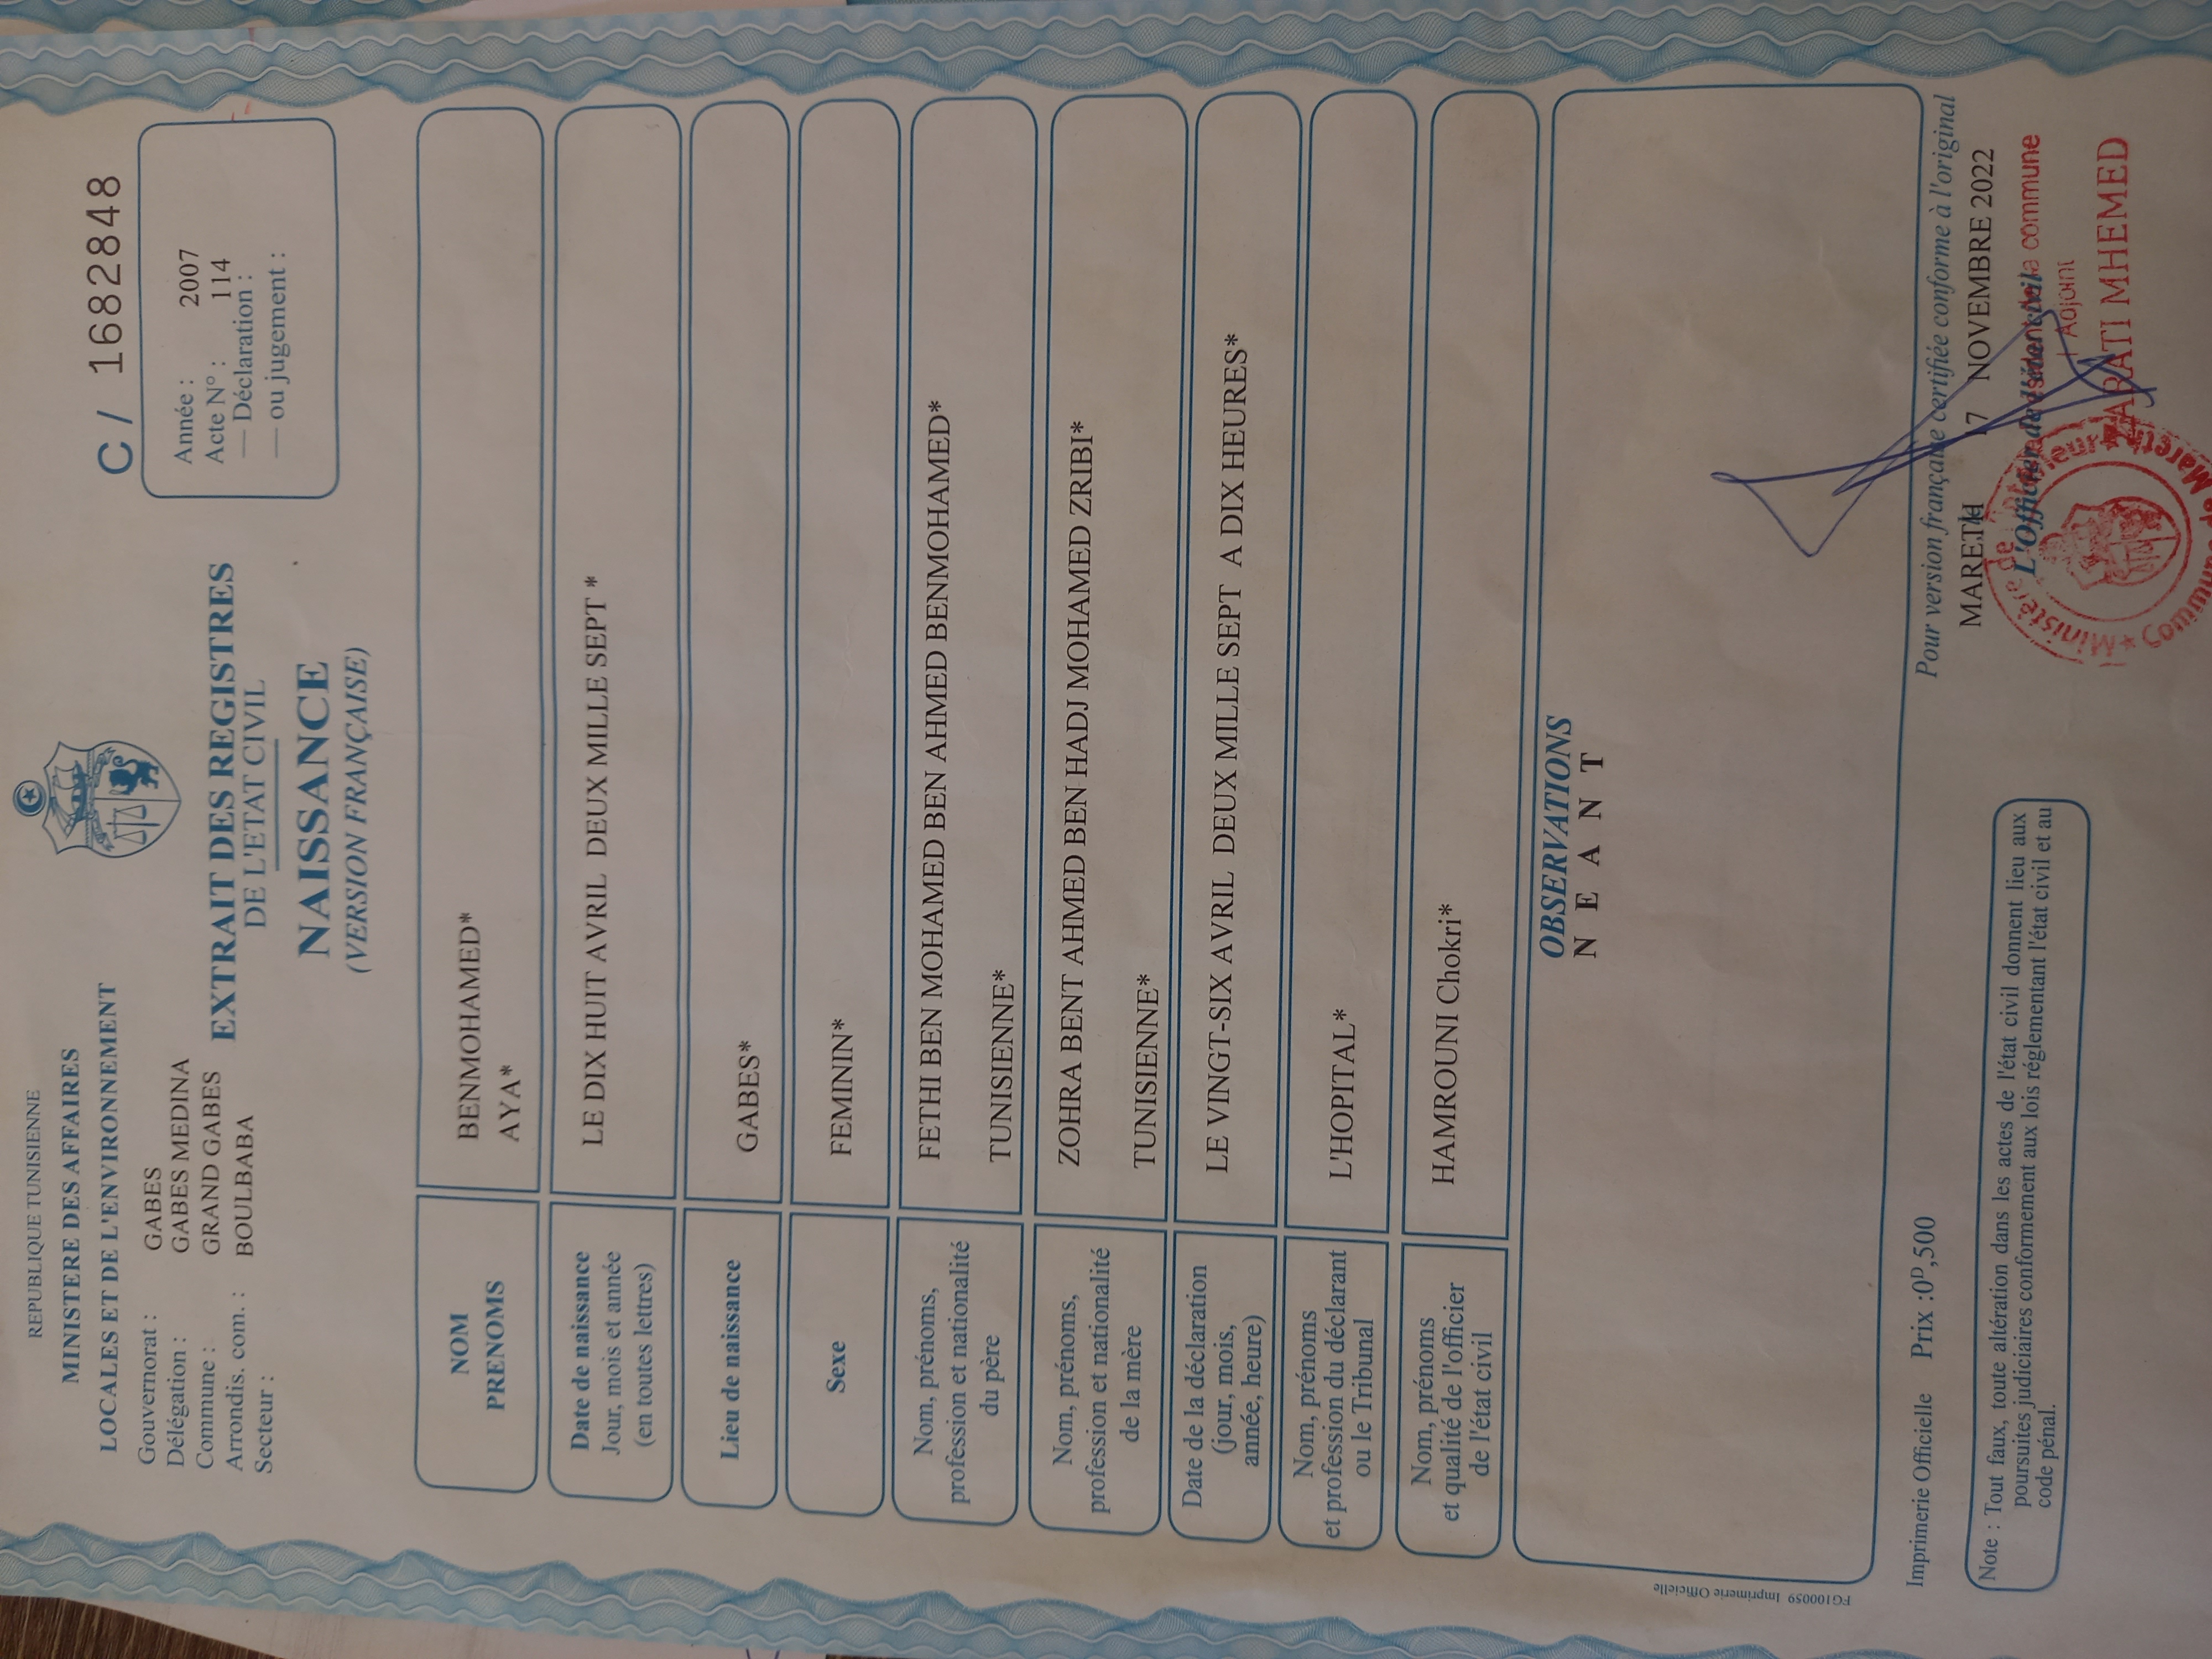 REPUBLIQUE TUNISIENNE
MINISTERE DES AFFAIRES
LOCALES ET DE L'ENVIRONNEMENT
Gouvernorat : GABES
Délégation : GABES MEDINA
Commune : GRAND GABES
Arrondis. com. : BOULBABA
Secteur :
EXTRAIT DES REGISTRES
DE L'ETAT CIVIL
NAISSANCE
(VERSION FRANÇAISE)
C / 1682848
Année : 2007
Acte N° : 114
— Déclaration :
— ou jugement :
NOM BENMOHAMED*
PRENOMS AYA*
Date de naissance
Jour, mois et année
(en toutes lettres)
LE DIX HUIT AVRIL DEUX MILLE SEPT *
Lieu de naissance GABES*
Sexe FEMININ*
Nom, prénoms,
profession et nationalité
du père
FETHI BEN MOHAMED BEN AHMED BENMOHAMED*
TUNISIENNE*
Nom, prénoms,
profession et nationalité
de la mère
ZOHRA BENT AHMED BEN HADJ MOHAMED ZRIBI*
TUNISIENNE*
Date de la déclaration
(jour, mois,
année, heure)
LE VINGT-SIX AVRIL DEUX MILLE SEPT A DIX HEURES*
Nom, prénoms
et profession du déclarant
ou le Tribunal
L'HOPITAL*
Nom, prénoms
et qualité de l'officier
de l'état civil
HAMROUNI Chokri*
OBSERVATIONS
N E A N T
FG100059 Imprimerie Officielle
Imprimerie Officielle Prix :0ᴰ,500
Note : Tout faux, toute altération dans les actes de l'état civil donnent lieu aux
poursuites judiciaires conformement aux lois réglementant l'état civil et au
code pénal.
Pour version française certifiée conforme à l'original
MARETH 17 NOVEMBRE 2022
L'Officier de l'état civil
commune
Adjoint
MHEMED
Ministère de
Commune Mareth